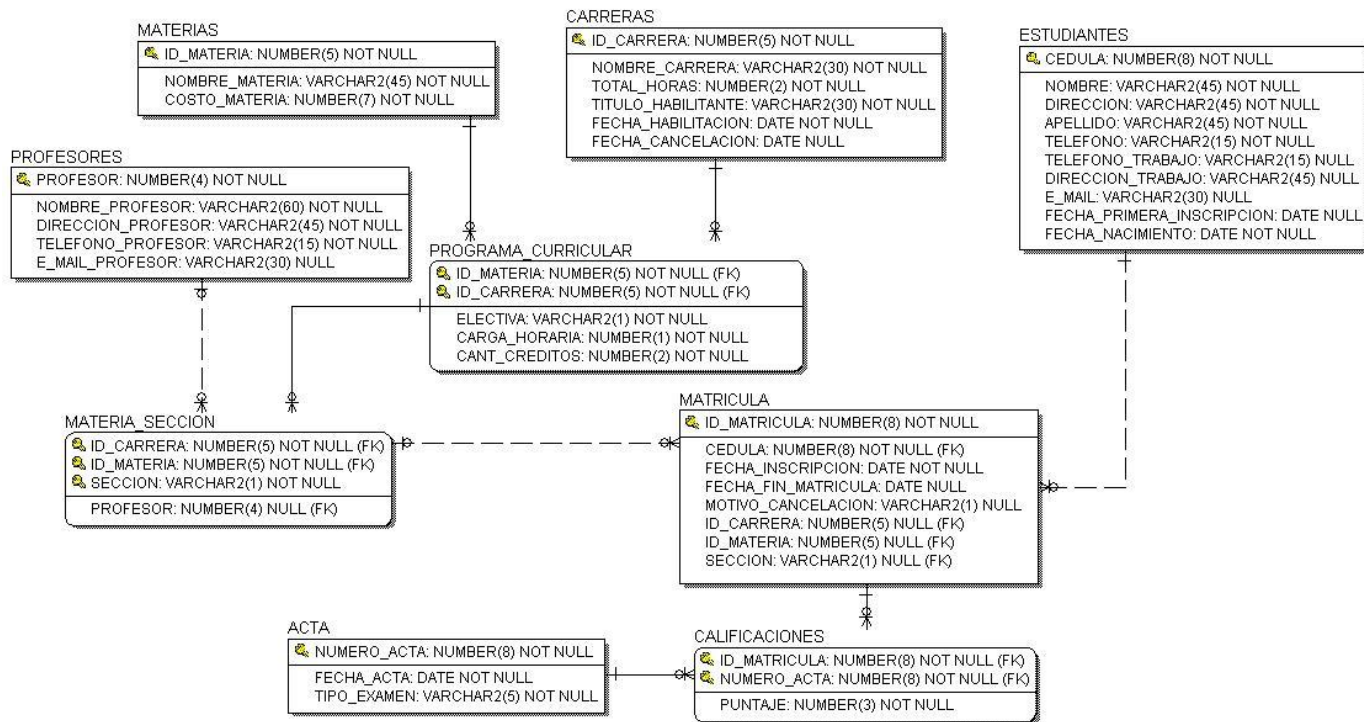 MATERIAS
ID_MATERIA: NUMBER(5) NOT NULL
NOMBRE_MATERIA: VARCHAR2(45) NOT NULL
COSTO_MATERIA: NUMBER(7) NOT NULL
CARRERAS
ID_CARRERA: NUMBER(5) NOT NULL
NOMBRE_CARRERA: VARCHAR2(30) NOT NULL
TOTAL_HORAS: NUMBER(2) NOT NULL
TITULO_HABILITANTE: VARCHAR2(30) NOT NULL
FECHA_HABILITACION: DATE NOT NULL
FECHA_CANCELACION: DATE NULL
ESTUDIANTES
CEDULA: NUMBER(8) NOT NULL
NOMBRE: VARCHAR2(45) NOT NULL
DIRECCION: VARCHAR2(45) NOT NULL
APELLIDO: VARCHAR2(45) NOT NULL
TELEFONO: VARCHAR2(15) NOT NULL
TELEFONO_TRABAJO: VARCHAR2(15) NOT NULL
DIRECCION_TRABAJO: VARCHAR2(45) NOT NULL
E_MAIL: VARCHAR2(30) NULL
FECHA_PRIMERA_INSCRIPCION: DATE NULL
FECHA_NACIMIENTO: DATE NOT NULL
PROFESORES
PROFESOR: NUMBER(4) NOT NULL
NOMBRE_PROFESOR: VARCHAR2(60) NOT NULL
DIRECCION_PROFESOR: VARCHAR2(45) NOT NULL
TELEFONO_PROFESOR: VARCHAR2(15) NOT NULL
E_MAIL_PROFESOR: VARCHAR2(30) NULL
PROGRAMA_CURRICULAR
ID_MATERIA: NUMBER(5) NOT NULL (FK)
ID_CARRERA: NUMBER(5) NOT NULL (FK)
ELECTIVA: VARCHAR2(1) NOT NULL
CARGA_HORARIA: NUMBER(1) NOT NULL
CANT_CREDITOS: NUMBER(2) NOT NULL
MATERIA_SECCION
ID_CARRERA: NUMBER(5) NOT NULL (FK)
ID_MATERIA: NUMBER(5) NOT NULL (FK)
SECCION: VARCHAR2(1) NOT NULL
PROFESOR: NUMBER(4) NULL (FK)
MATRICULA
ID_MATRICULA: NUMBER(8) NOT NULL
CEDULA: NUMBER(8) NOT NULL (FK)
FECHA_INSCRIPCION: DATE NOT NULL
FECHA_FIN_MATRICULA: DATE NULL
MOTIVO_CANCELACION: VARCHAR2(1) NULL
ID_CARRERA: NUMBER(5) NULL (FK)
ID_MATERIA: NUMBER(5) NULL (FK)
SECCION: VARCHAR2(1) NULL (FK)
ACTA
NUMERO_ACTA: NUMBER(8) NOT NULL
FECHA_ACTA: DATE NOT NULL
TIPO_EXAMEN: VARCHAR2(5) NOT NULL
CALIFICACIONES
ID_MATRICULA: NUMBER(8) NOT NULL (FK)
NUMERO_ACTA: NUMBER(8) NOT NULL (FK)
PUNTAJE: NUMBER(3) NOT NULL